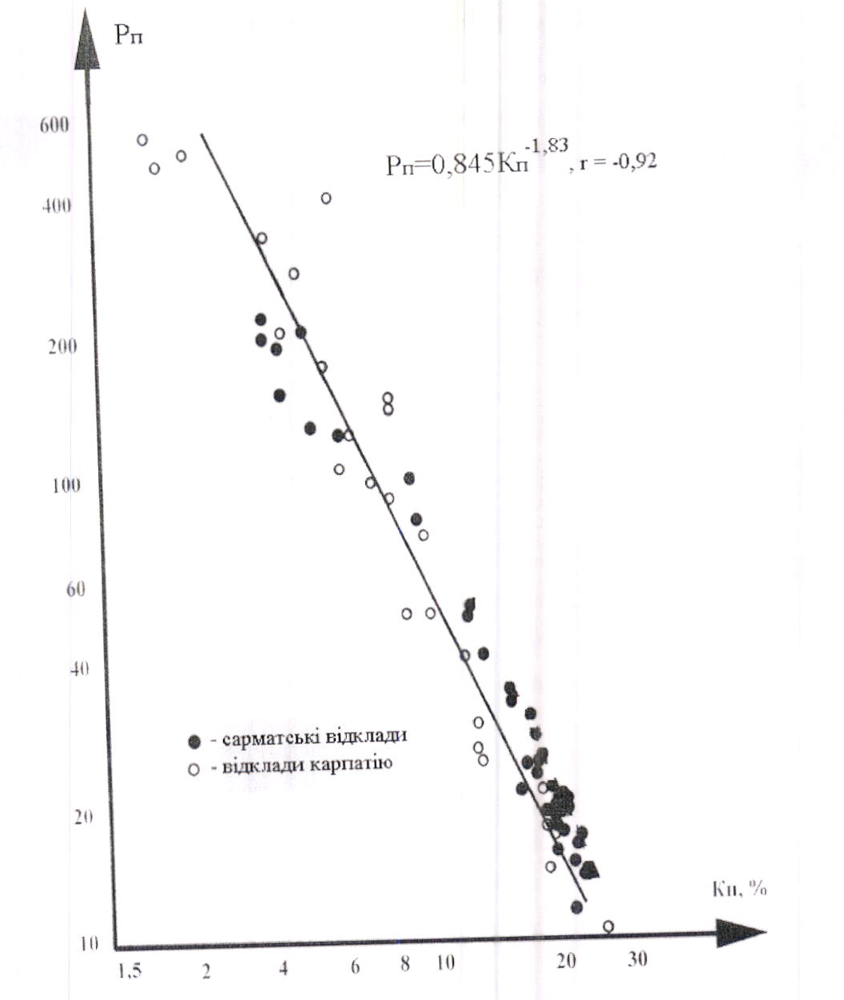 Рп
600
Рп=0,845Кп-1,83, r = -0,92
400
200
100
60
40
● - сарматські відклади
○ - відклади карпатію
20
Кп, %
10
1,5 2 4 6 8 10 20 30